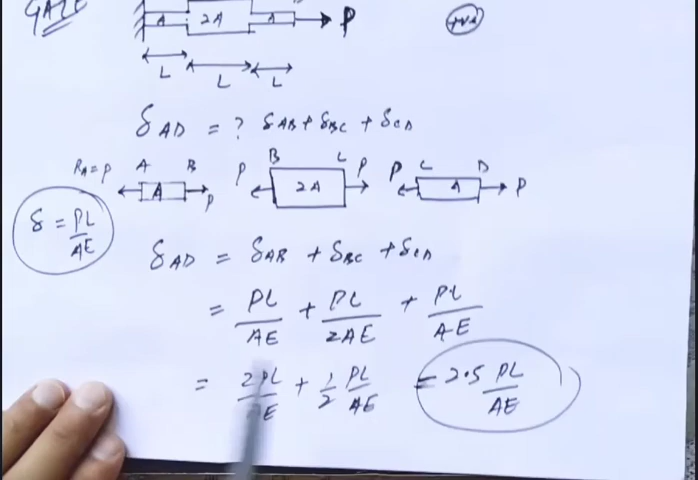 GATE
A 2A A P +ve
L L L
δAD = ? δAB + δBC + δCD
RA=P A B P B C P P C D
A P 2A A P
δ = PL/AE
δAD = δAB + δBC + δCD
= PL/AE + PL/2AE + PL/AE
= 2PL/AE + 1/2 PL/AE = 2.5 PL/AE